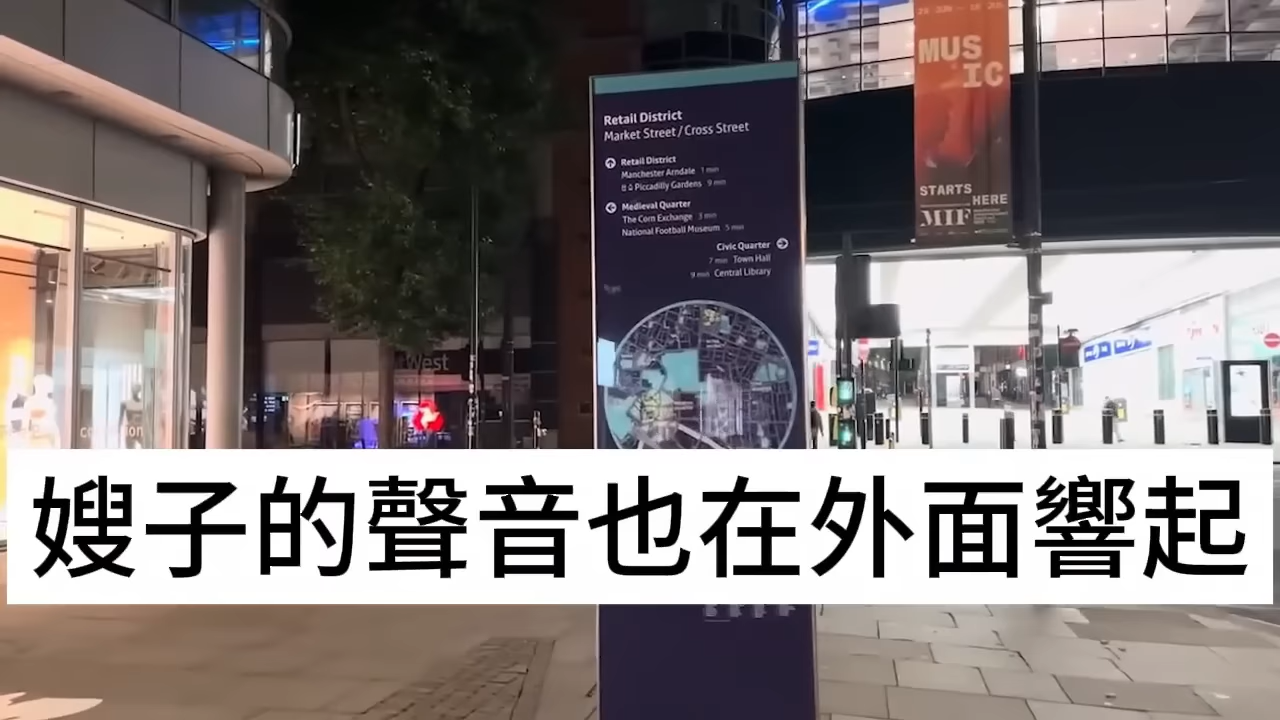 Retail District
Market Street / Cross Street
Retail District
Manchester Arndale 1 min
Piccadilly Gardens 9 min
Medieval Quarter
The Corn Exchange 3 min
National Football Museum 5 min
Civic Quarter
7 min Town Hall
9 min Central Library
MUS
IC
STARTS
HERE
MIF
West
嫂子的聲音也在外面響起